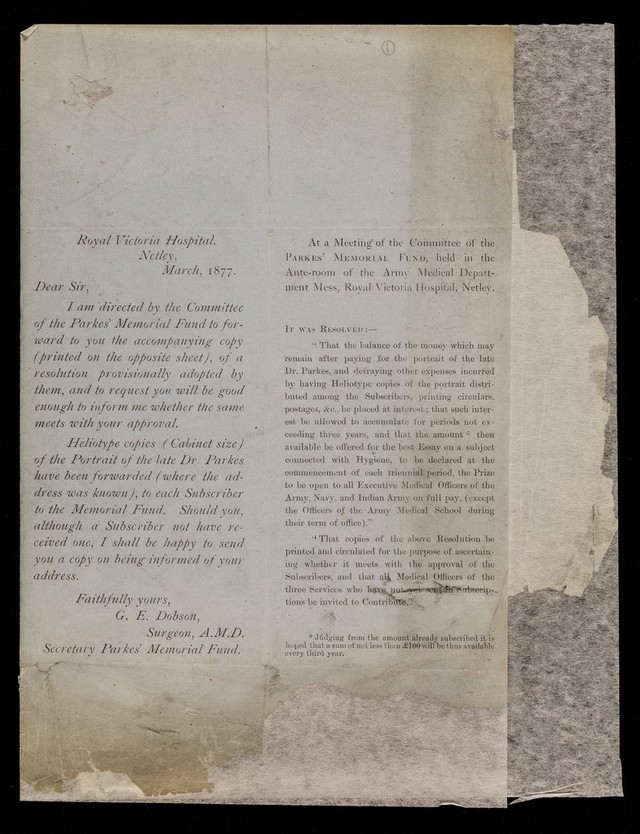 1
Royal Victoria Hospital.
Netley,
March, 1877.
Dear Sir,
I am directed by the Committee
of the Parkes' Memorial Fund to for-
ward to you the accompanying copy
(printed on the opposite sheet), of a
resolution provisionally adopted by
them, and to request you will be good
enough to inform me whether the same
meets with your approval.
Heliotype copies (Cabinet size)
of the Portrait of the late Dr Parkes
have been forwarded (where the ad-
dress was known), to each Subscriber
to the Memorial Fund. Should you,
although a Subscriber not have re-
ceived one, I shall be happy to send
you a copy on being informed of your
address.
Faithfully yours,
G. E. Dobson,
Surgeon, A.M.D.
Secretary Parkes' Memorial Fund.
At a Meeting of the Committee of the
Parkes' Memorial Fund, held in the
Ante-room of the Army Medical Depart-
ment Mess, Royal Victoria Hospital, Netley.
It was Resolved:—
"That the balance of the money which may
remain after paying for the portrait of the late
Dr. Parkes, and defraying other expenses incurred
by having Heliotype copies of the portrait distri-
buted among the Subscribers, printing circulars,
postages, &c., be placed at interest; that such inter-
est be allowed to accumulate for periods not ex-
ceeding three years, and that the amount * then
available be offered for the best Essay on a subject
connected with Hygiene, to be declared at the
commencement of each triennial period, the Prize
to be open to all Executive Medical Officers of the
Army, Navy, and Indian Army on full pay, (except
the Officers of the Army Medical School during
their term of office)."
"That copies of the above Resolution be
printed and circulated for the purpose of ascertain-
ing whether it meets with the approval of the
Subscribers, and that all Medical Officers of the
three Services who have not yet sent in Subscrip-
tions be invited to Contribute."
* Judging from the amount already subscribed it is
hoped that a sum of not less than £100 will be thus available
every third year.